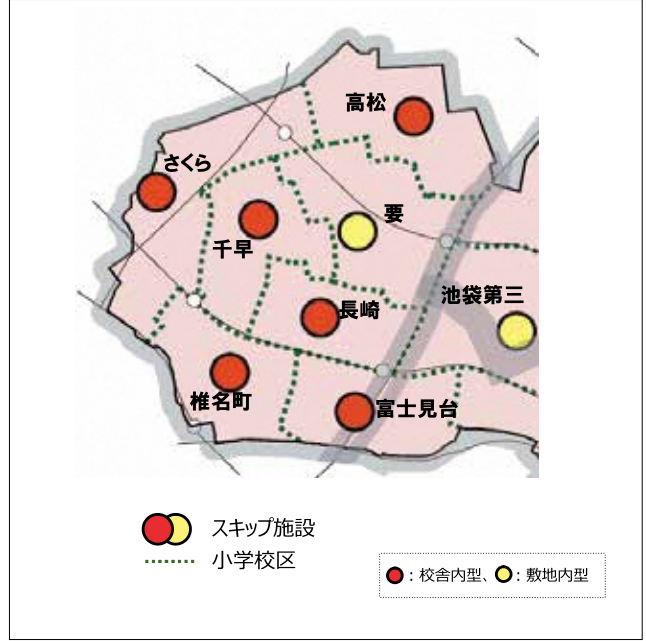 高松
さくら
要
千早
池袋第三
長崎
椎名町
富士見台
スキップ施設
小学校区
：校舎内型、：敷地内型